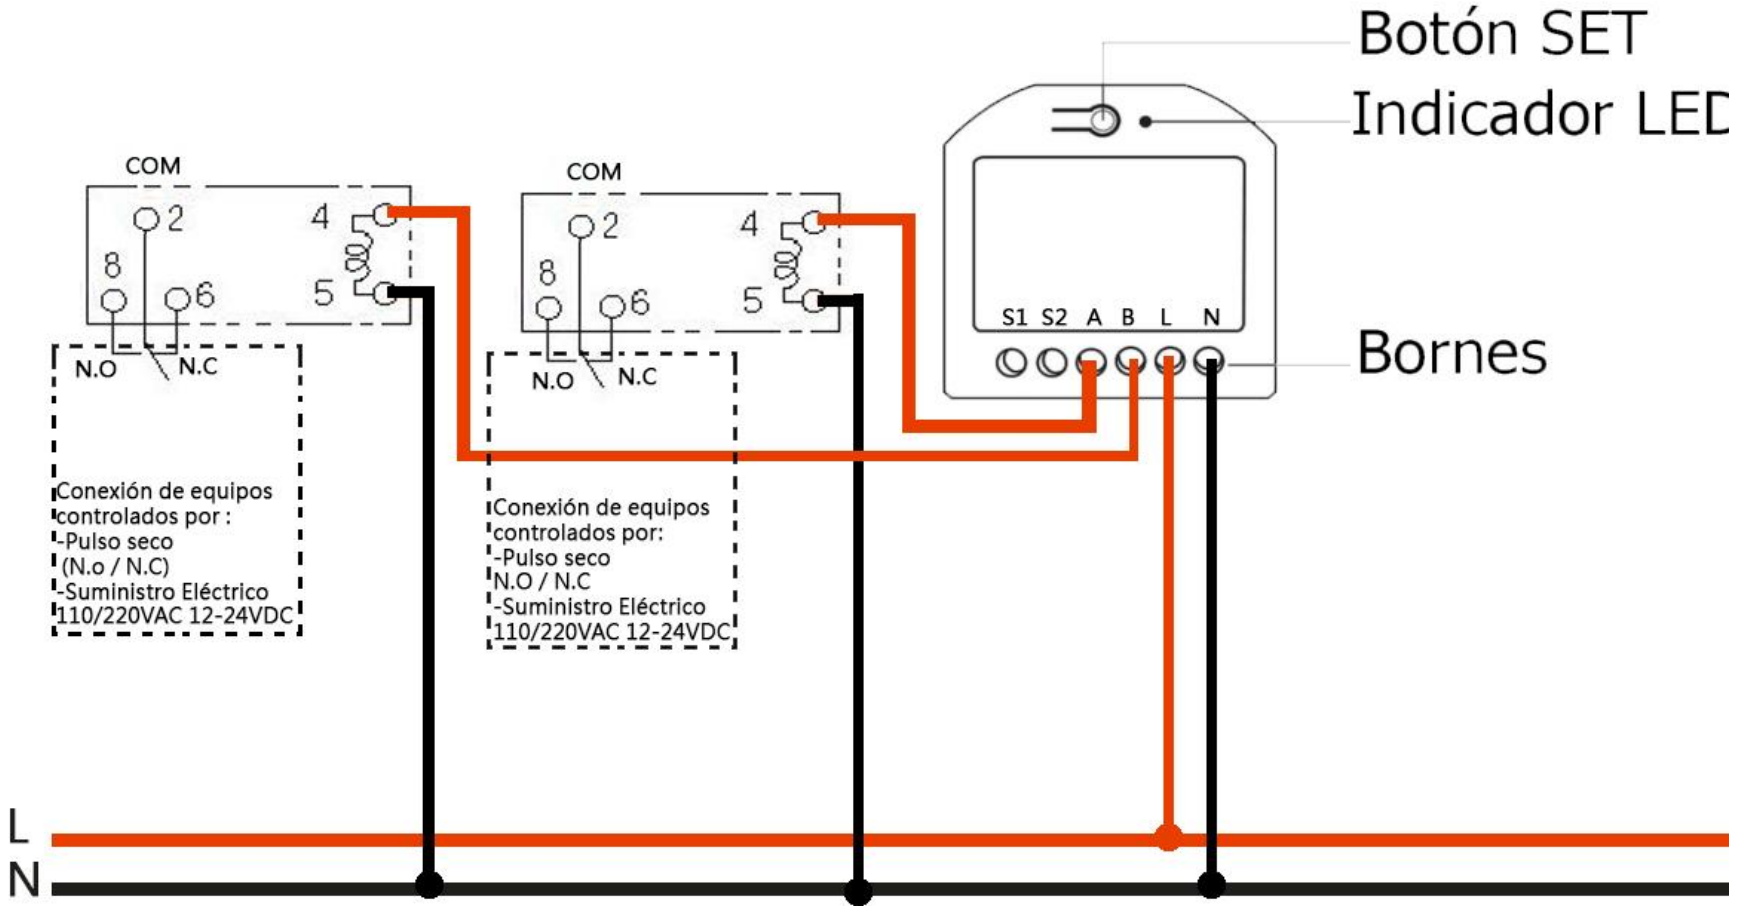 Botón SET
Indicador LED
COM
2
4
8
6
5
N.O
N.C
Conexión de equipos
controlados por :
-Pulso seco
(N.o / N.C)
-Suministro Eléctrico
110/220VAC 12-24VDC
COM
2
4
8
6
5
N.O
N.C
Conexión de equipos
controlados por:
-Pulso seco
N.O / N.C
-Suministro Eléctrico
110/220VAC 12-24VDC
S1 S2 A B L N
Bornes
L
N